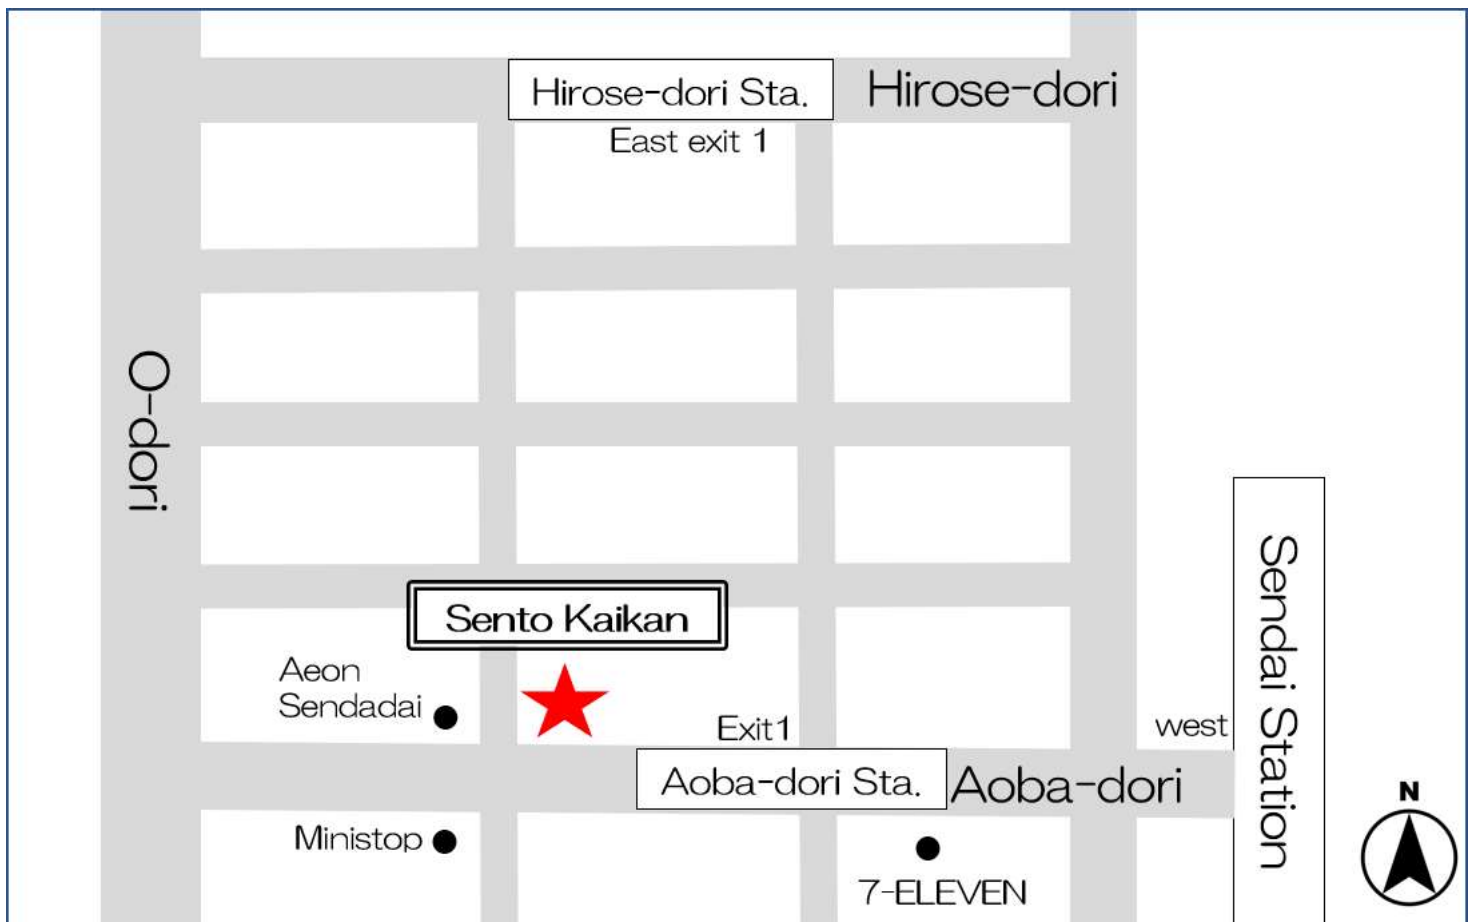 Hirose-dori Sta.
Hirose-dori
East exit 1
O-dori
Sento Kaikan
Aeon
Sendadai
Exit1
west
Sendai Station
Aoba-dori Sta.
Aoba-dori
N
Ministop
7-ELEVEN